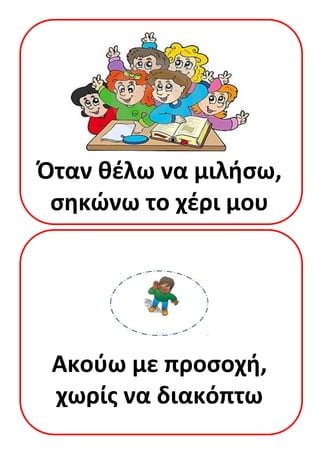 Όταν θέλω να μιλήσω,
σηκώνω το χέρι μου
Ακούω με προσοχή,
χωρίς να διακόπτω